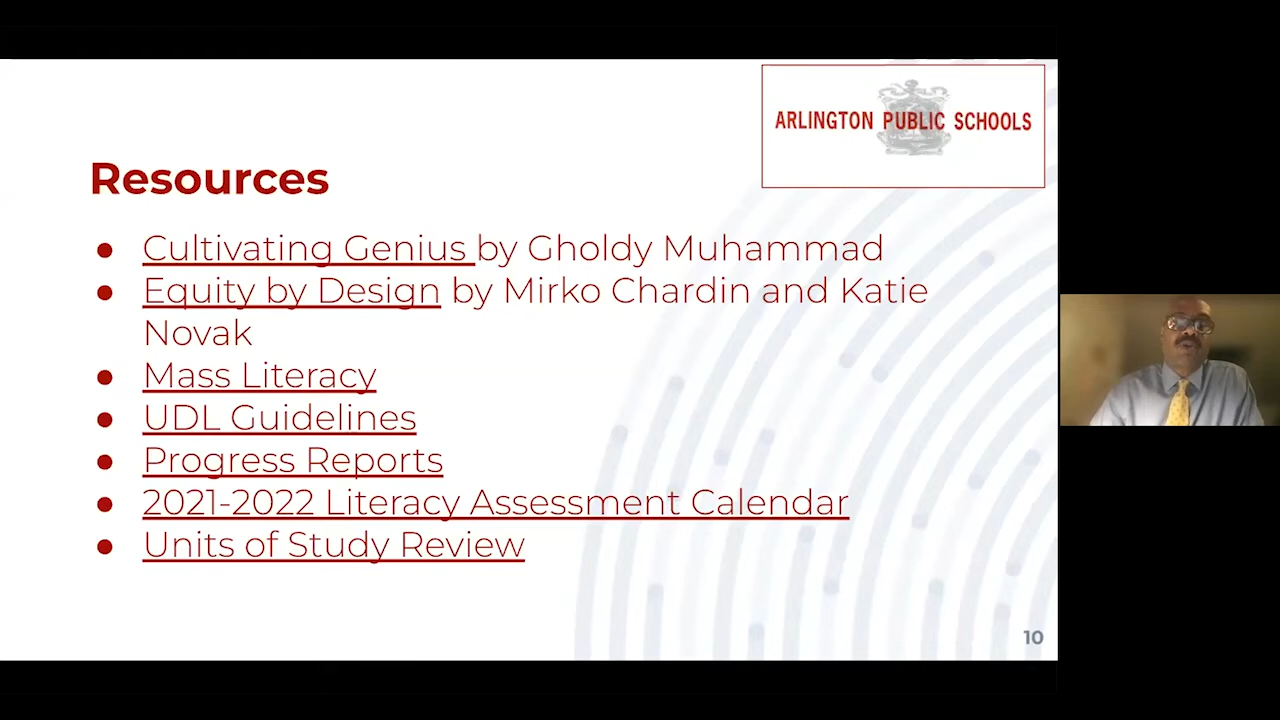 ARLINGTON PUBLIC SCHOOLS
Resources
● Cultivating Genius by Gholdy Muhammad
● Equity by Design by Mirko Chardin and Katie
Novak
● Mass Literacy
● UDL Guidelines
● Progress Reports
● 2021-2022 Literacy Assessment Calendar
● Units of Study Review
10